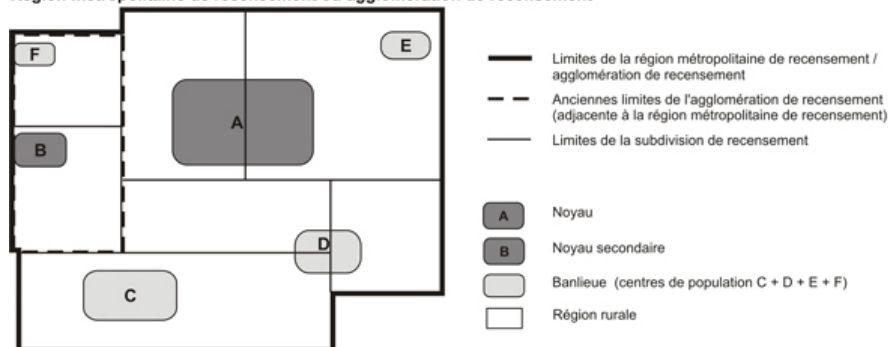 Région métropolitaine de recensement ou agglomération de recensement
F
E
A
B
D
C
Limites de la région métropolitaine de recensement /
agglomération de recensement
Anciennes limites de l'agglomération de recensement
(adjacente à la région métropolitaine de recensement)
Limites de la subdivision de recensement
A Noyau
B Noyau secondaire
Banlieue (centres de population C + D + E + F)
Région rurale